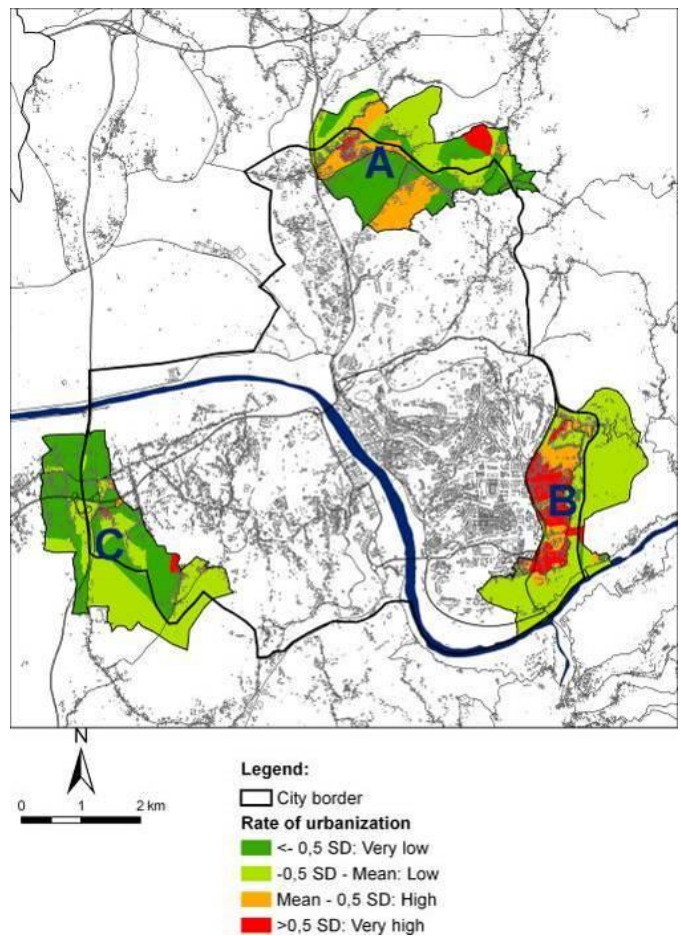 A
B
C
N
0 1 2 km
Legend:
City border
Rate of urbanization
<- 0,5 SD: Very low
-0,5 SD - Mean: Low
Mean - 0,5 SD: High
>0,5 SD: Very high